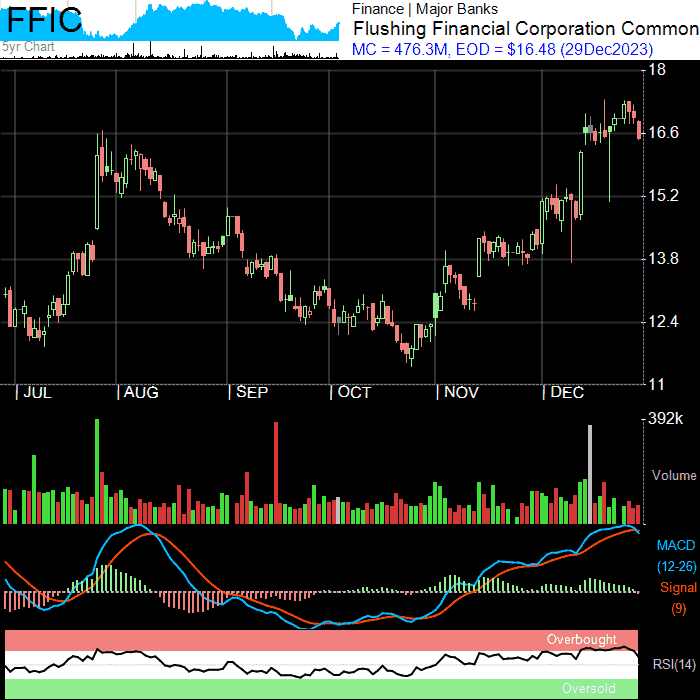 FFIC
5yr Chart
Finance | Major Banks
Flushing Financial Corporation Common
MC = 476.3M, EOD = $16.48 (29Dec2023)
18
16.6
15.2
13.8
12.4
11
| JUL | AUG | SEP | OCT | NOV | DEC
392k
Volume
MACD
(12-26)
Signal
(9)
Overbought
RSI(14)
Oversold